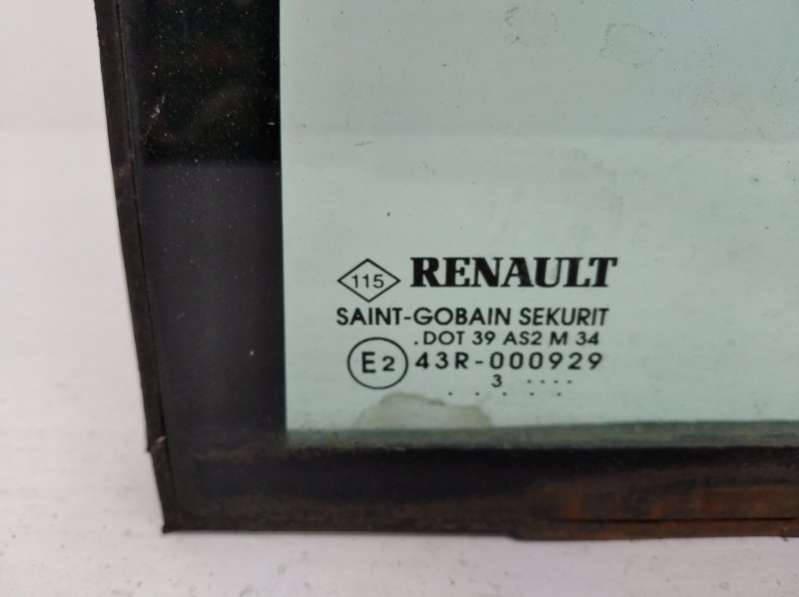 115 RENAULT
SAINT-GOBAIN SEKURIT
.DOT 39 AS2 M 34
E2 43R-000929
3 ....
. . . . .